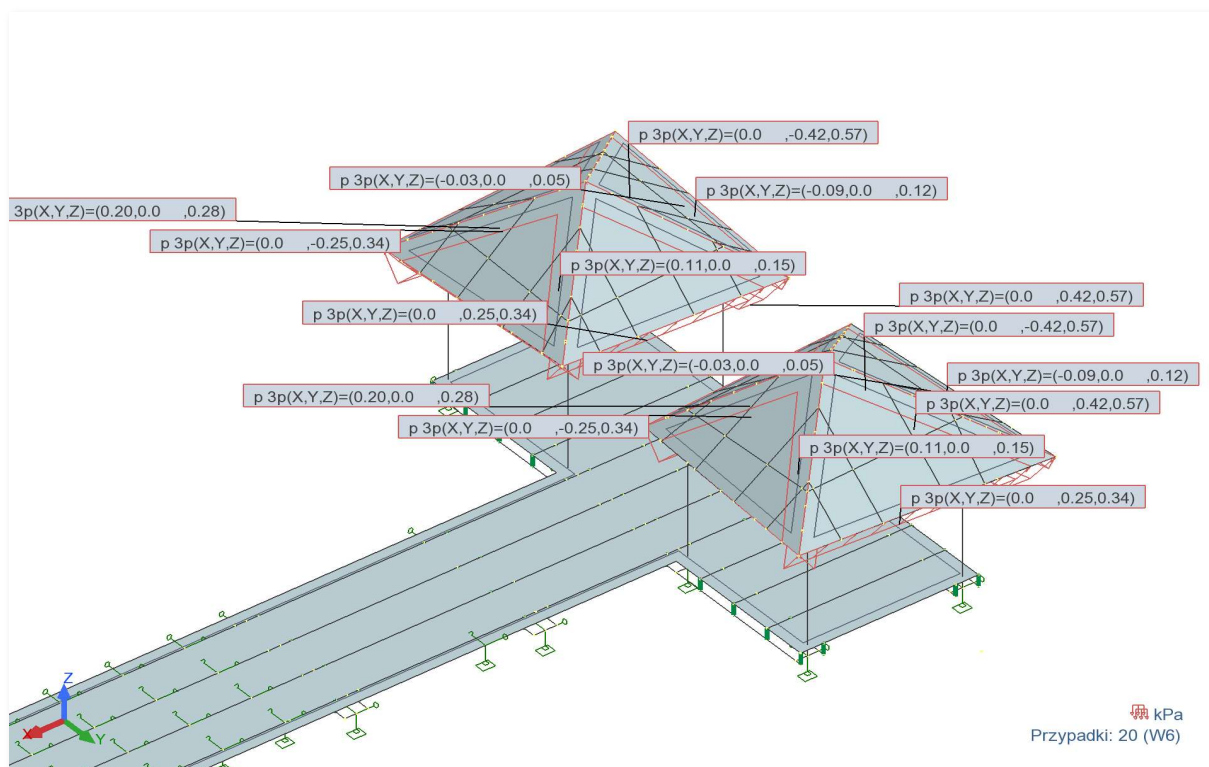 p 3p(X,Y,Z)=(0.0 ,-0.42,0.57)
p 3p(X,Y,Z)=(-0.03,0.0 ,0.05)
p 3p(X,Y,Z)=(-0.09,0.0 ,0.12)
3p(X,Y,Z)=(0.20,0.0 ,0.28)
p 3p(X,Y,Z)=(0.0 ,-0.25,0.34)
p 3p(X,Y,Z)=(0.11,0.0 ,0.15)
p 3p(X,Y,Z)=(0.0 ,0.42,0.57)
p 3p(X,Y,Z)=(0.0 ,0.25,0.34)
p 3p(X,Y,Z)=(0.0 ,-0.42,0.57)
p 3p(X,Y,Z)=(-0.03,0.0 ,0.05)
p 3p(X,Y,Z)=(-0.09,0.0 ,0.12)
p 3p(X,Y,Z)=(0.20,0.0 ,0.28)
p 3p(X,Y,Z)=(0.0 ,0.42,0.57)
p 3p(X,Y,Z)=(0.0 ,-0.25,0.34)
p 3p(X,Y,Z)=(0.11,0.0 ,0.15)
p 3p(X,Y,Z)=(0.0 ,0.25,0.34)
Z
X
Y
kPa
Przypadki: 20 (W6)